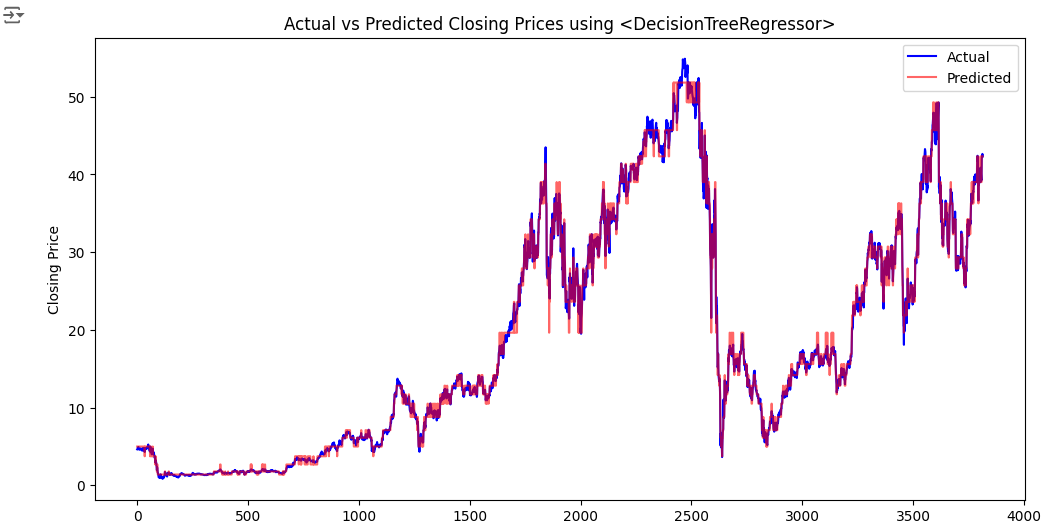 Actual vs Predicted Closing Prices using <DecisionTreeRegressor>
Actual
Predicted
Closing Price
50
40
30
20
10
0
0 500 1000 1500 2000 2500 3000 3500 4000